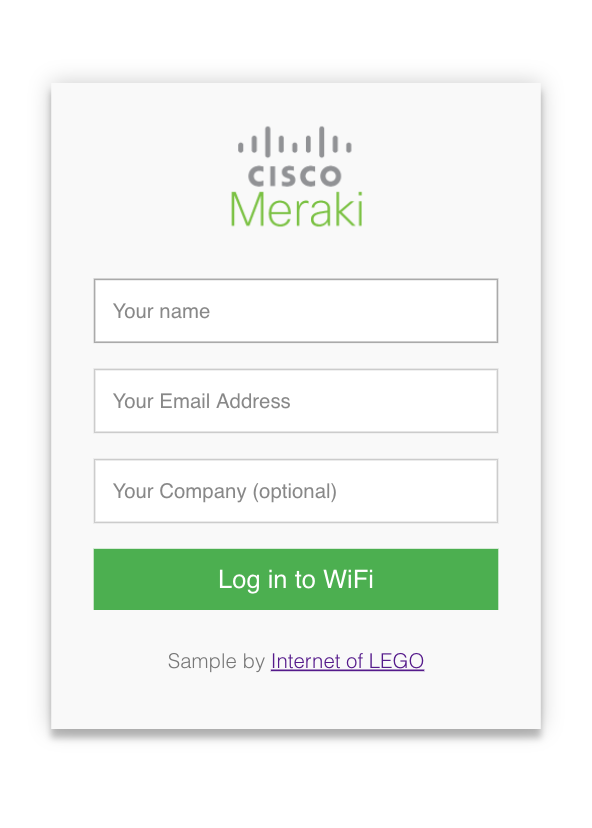 CISCO
Meraki
Your name
Your Email Address
Your Company (optional)
Log in to WiFi
Sample by Internet of LEGO